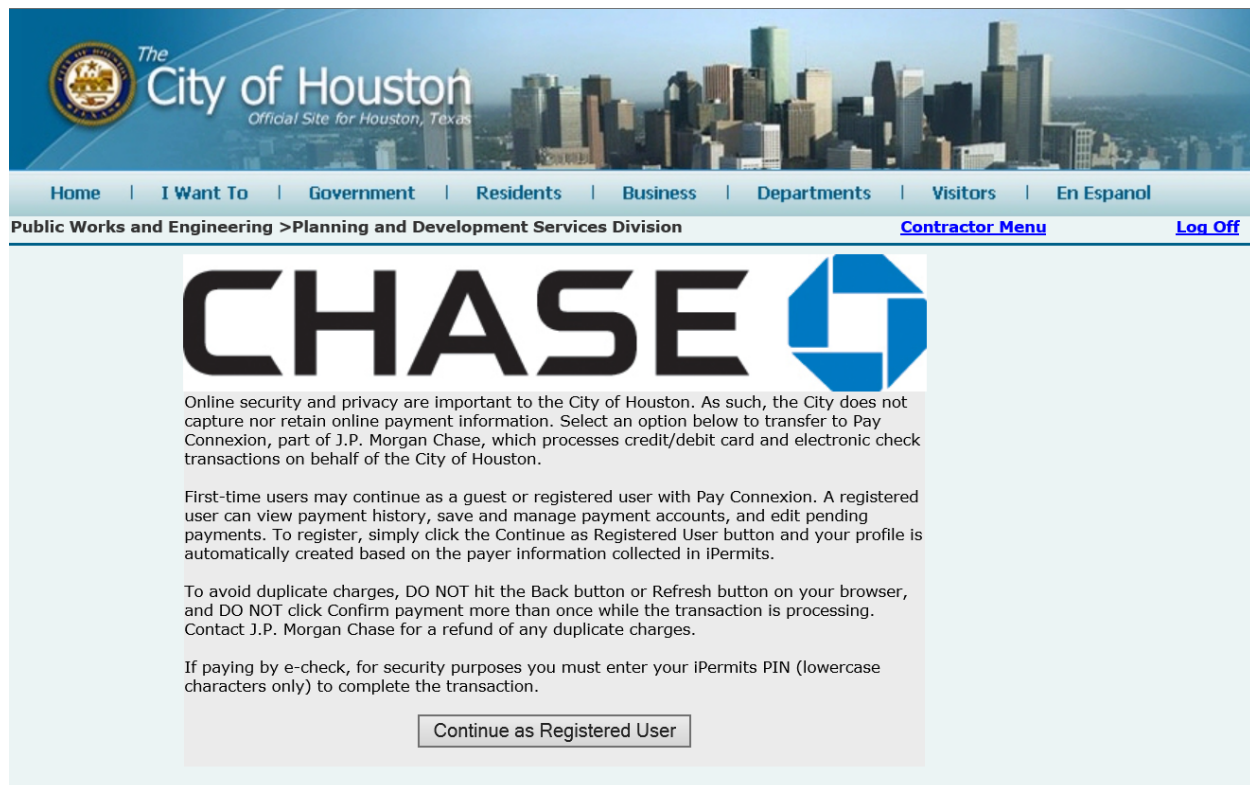 The
City of Houston
Official Site for Houston, Texas
Home | I Want To | Government | Residents | Business | Departments | Visitors | En Espanol
Public Works and Engineering >Planning and Development Services Division Contractor Menu Log Off
CHASE
Online security and privacy are important to the City of Houston. As such, the City does not
capture nor retain online payment information. Select an option below to transfer to Pay
Connexion, part of J.P. Morgan Chase, which processes credit/debit card and electronic check
transactions on behalf of the City of Houston.
First-time users may continue as a guest or registered user with Pay Connexion. A registered
user can view payment history, save and manage payment accounts, and edit pending
payments. To register, simply click the Continue as Registered User button and your profile is
automatically created based on the payer information collected in iPermits.
To avoid duplicate charges, DO NOT hit the Back button or Refresh button on your browser,
and DO NOT click Confirm payment more than once while the transaction is processing.
Contact J.P. Morgan Chase for a refund of any duplicate charges.
If paying by e-check, for security purposes you must enter your iPermits PIN (lowercase
characters only) to complete the transaction.
Continue as Registered User